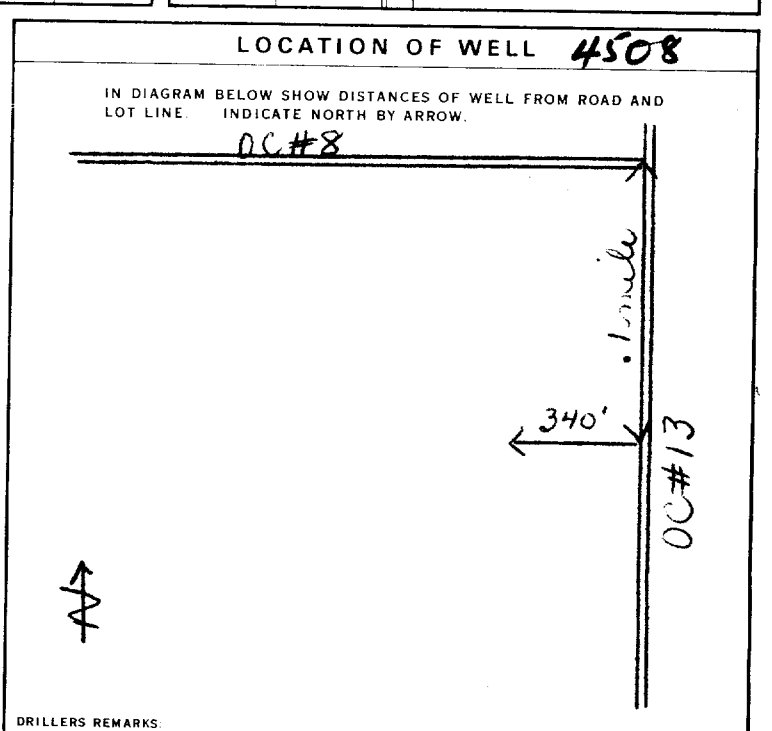 LOCATION OF WELL 4508
IN DIAGRAM BELOW SHOW DISTANCES OF WELL FROM ROAD AND
LOT LINE. INDICATE NORTH BY ARROW.
OC#8
.1 mile
340'
OC#13
N
DRILLERS REMARKS: